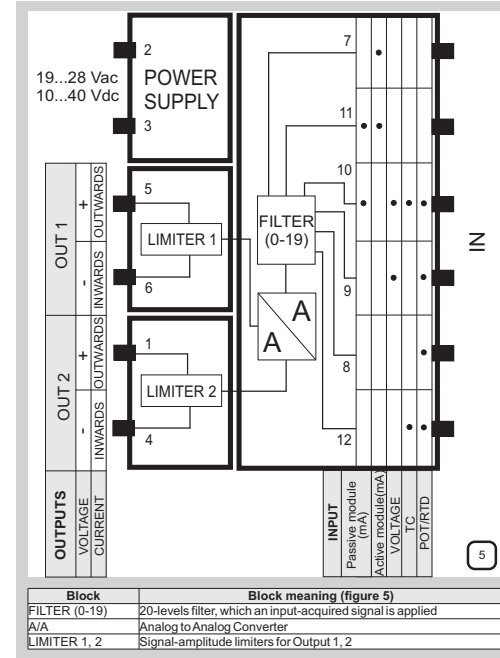 2
19...28 Vac
10...40 Vdc
POWER
SUPPLY
3
7
11
10
9
8
12
FILTER
(0-19)
A
A
IN
OUT 1
+
-
OUTWARDS
INWARDS
5
LIMITER 1
6
OUT 2
+
-
OUTWARDS
INWARDS
1
LIMITER 2
4
OUTPUTS
VOLTAGE
CURRENT
INPUT
Passive module
(mA)
Active module(mA)
VOLTAGE
TC
POT/RTD
5
Block Block meaning (figure 5)
FILTER (0-19) 20-levels filter, which an input-acquired signal is applied
A/A Analog to Analog Converter
LIMITER 1, 2 Signal-amplitude limiters for Output 1, 2